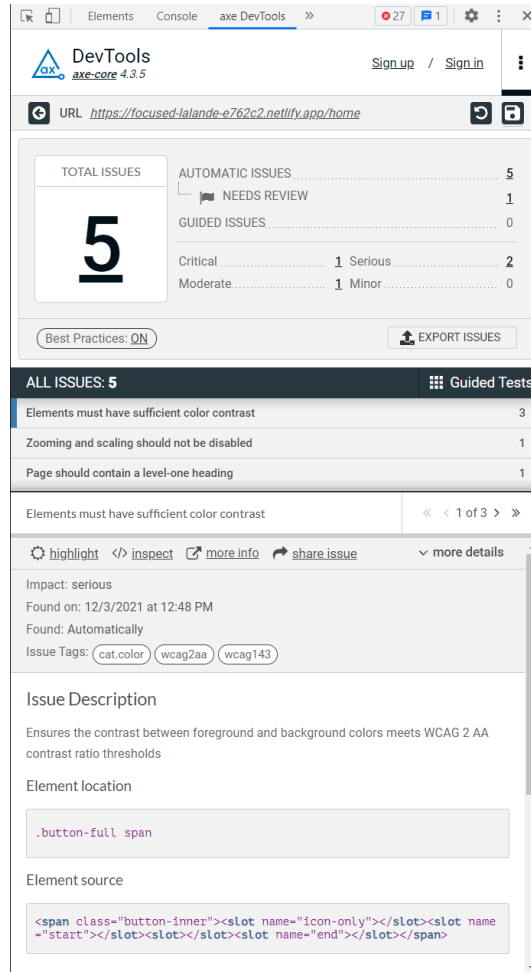 Elements Console axe DevTools » 27 1
DevTools
axe-core 4.3.5
Sign up / Sign in
URL https://focused-lalande-e762c2.netlify.app/home
TOTAL ISSUES
5
AUTOMATIC ISSUES 5
NEEDS REVIEW 1
GUIDED ISSUES 0
Critical 1 Serious 2
Moderate 1 Minor 0
Best Practices: ON
EXPORT ISSUES
ALL ISSUES: 5 Guided Tests
Elements must have sufficient color contrast 3
Zooming and scaling should not be disabled 1
Page should contain a level-one heading 1
Elements must have sufficient color contrast « < 1 of 3 > »
highlight </> inspect more info share issue more details
Impact: serious
Found on: 12/3/2021 at 12:48 PM
Found: Automatically
Issue Tags: cat.color wcag2aa wcag143
Issue Description
Ensures the contrast between foreground and background colors meets WCAG 2 AA
contrast ratio thresholds
Element location
.button-full span
Element source
<span class="button-inner"><slot name="icon-only"></slot><slot name
="start"></slot><slot></slot><slot name="end"></slot></span>